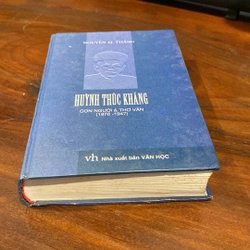 NGUYỄN Q. THẮNG
HUỲNH THÚC KHÁNG
CON NGƯỜI & THƠ VĂN
(1876 -1947)
vh Nhà xuất bản VĂN HỌC